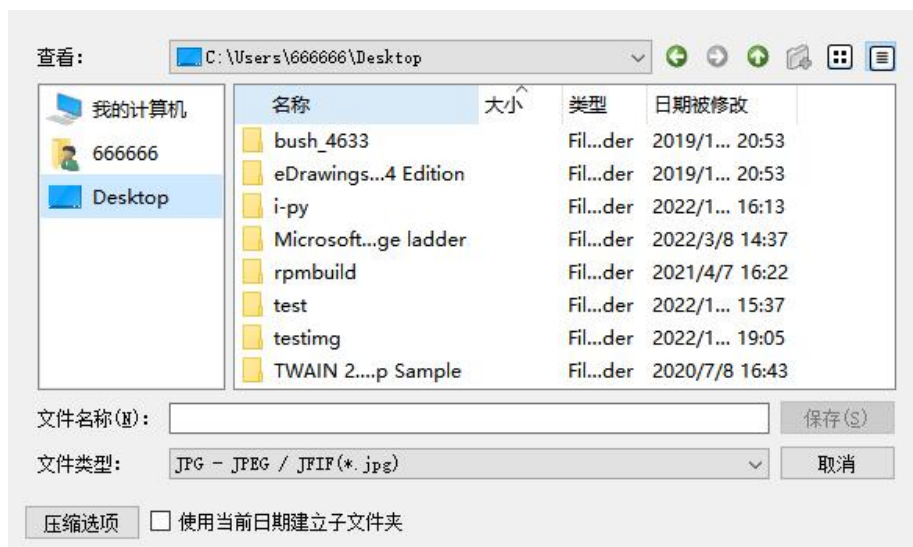 查看: C:\Users\666666\Desktop
我的计算机
666666
Desktop
名称 大小 类型 日期被修改
bush_4633 Fil...der 2019/1... 20:53
eDrawings...4 Edition Fil...der 2019/1... 20:53
i-py Fil...der 2022/1... 16:13
Microsoft...ge ladder Fil...der 2022/3/8 14:37
rpmbuild Fil...der 2021/4/7 16:22
test Fil...der 2022/1... 15:37
testimg Fil...der 2022/1... 19:05
TWAIN 2....p Sample Fil...der 2020/7/8 16:43
文件名称(N): 保存(S)
文件类型: JPG - JPEG / JFIF(*.jpg) 取消
压缩选项 使用当前日期建立子文件夹